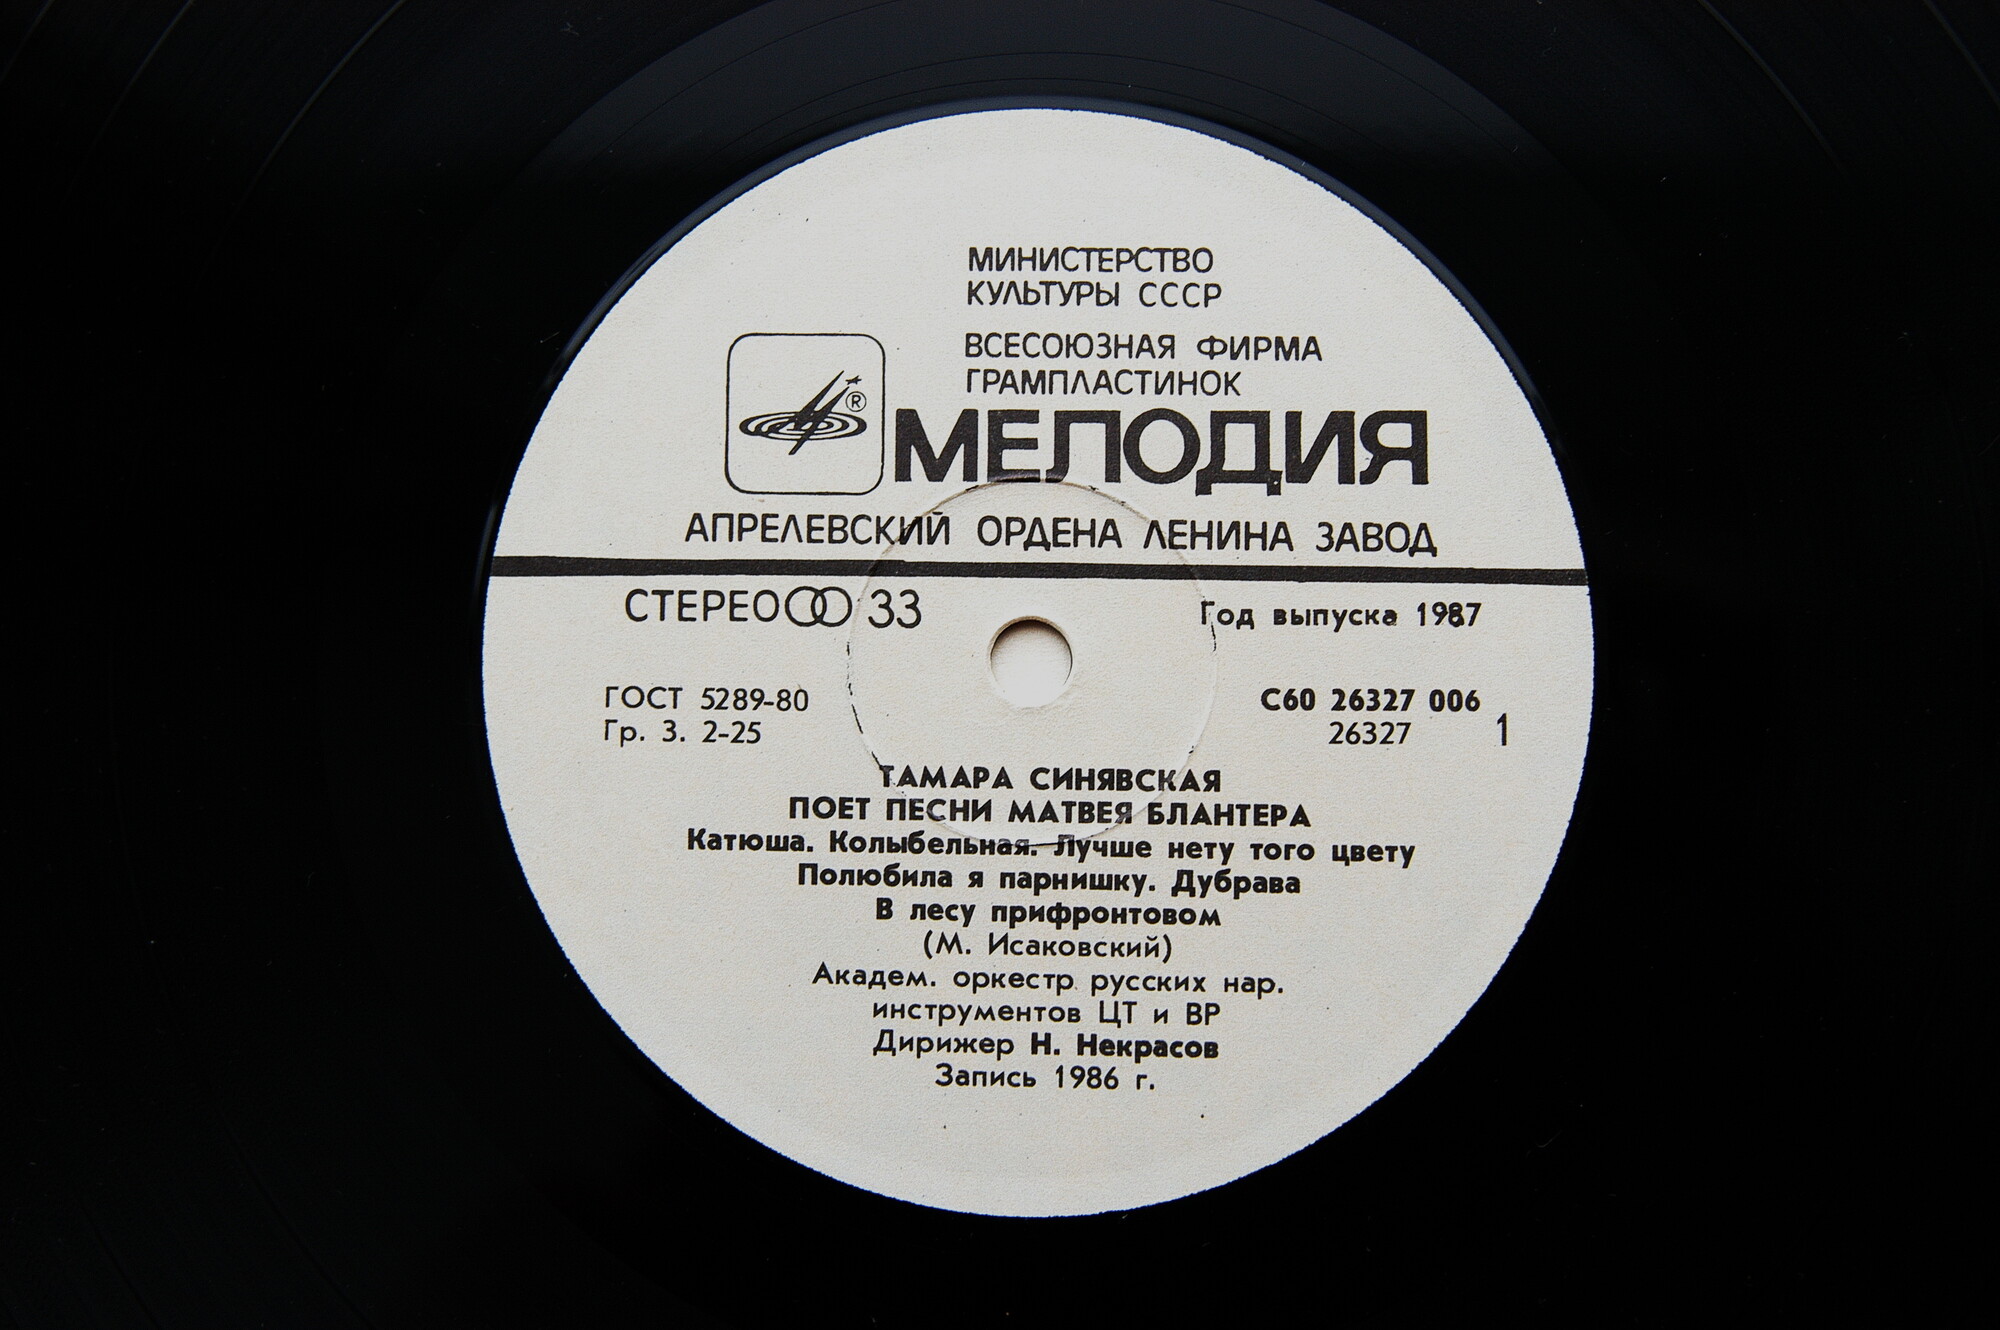 МИНИСТЕРСТВО
КУЛЬТУРЫ СССР
ВСЕСОЮЗНАЯ ФИРМА
ГРАМПЛАСТИНОК
®
МЕЛОДИЯ
АПРЕЛЕВСКИЙ ОРДЕНА ЛЕНИНА ЗАВОД
СТЕРЕО 33
Год выпуска 1987
ГОСТ 5289-80
Гр. 3. 2-25
С60 26327 006
26327 1
ТАМАРА СИНЯВСКАЯ
ПОЕТ ПЕСНИ МАТВЕЯ БЛАНТЕРА
Катюша. Колыбельная. Лучше нету того цвету
Полюбила я парнишку. Дубрава
В лесу прифронтовом
(М. Исаковский)
Академ. оркестр русских нар.
инструментов ЦТ и ВР
Дирижер Н. Некрасов
Запись 1986 г.